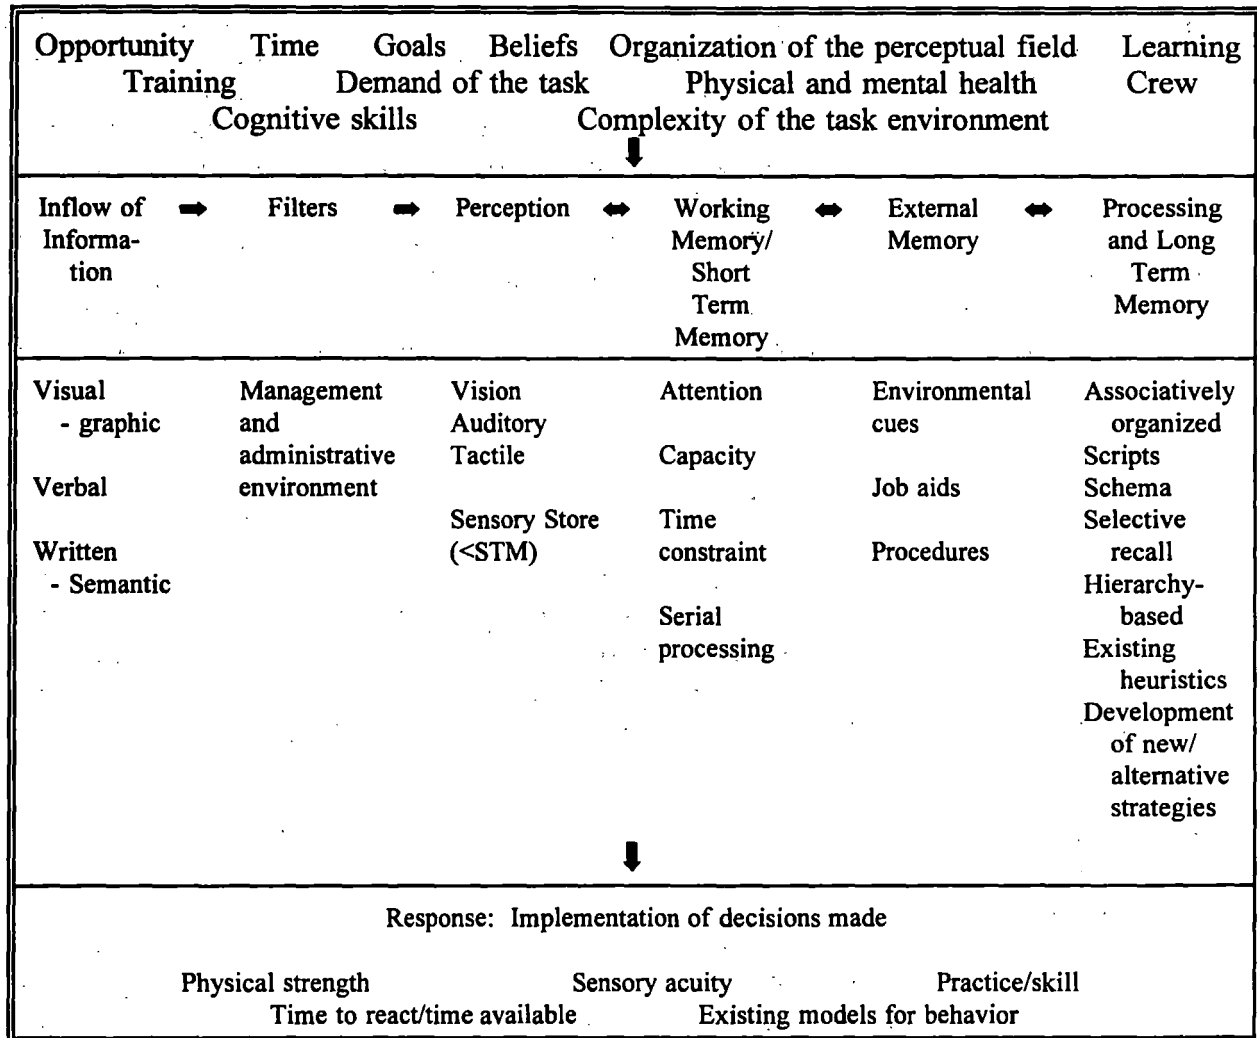 Opportunity Time Goals Beliefs Organization of the perceptual field Learning
Training Demand of the task Physical and mental health Crew
Cognitive skills Complexity of the task environment
Inflow of
Informa-
tion
Filters
Perception
Working
Memory/
Short
Term
Memory
External
Memory
Processing
and Long
Term
Memory
Visual
- graphic
Verbal
Written
- Semantic
Management
and
administrative
environment
Vision
Auditory
Tactile
Sensory Store
(<STM)
Attention
Capacity
Time
constraint
Serial
processing
Environmental
cues
Job aids
Procedures
Associatively
organized
Scripts
Schema
Selective
recall
Hierarchy-
based
Existing
heuristics
Development
of new/
alternative
strategies
Response: Implementation of decisions made
Physical strength Sensory acuity Practice/skill
Time to react/time available Existing models for behavior